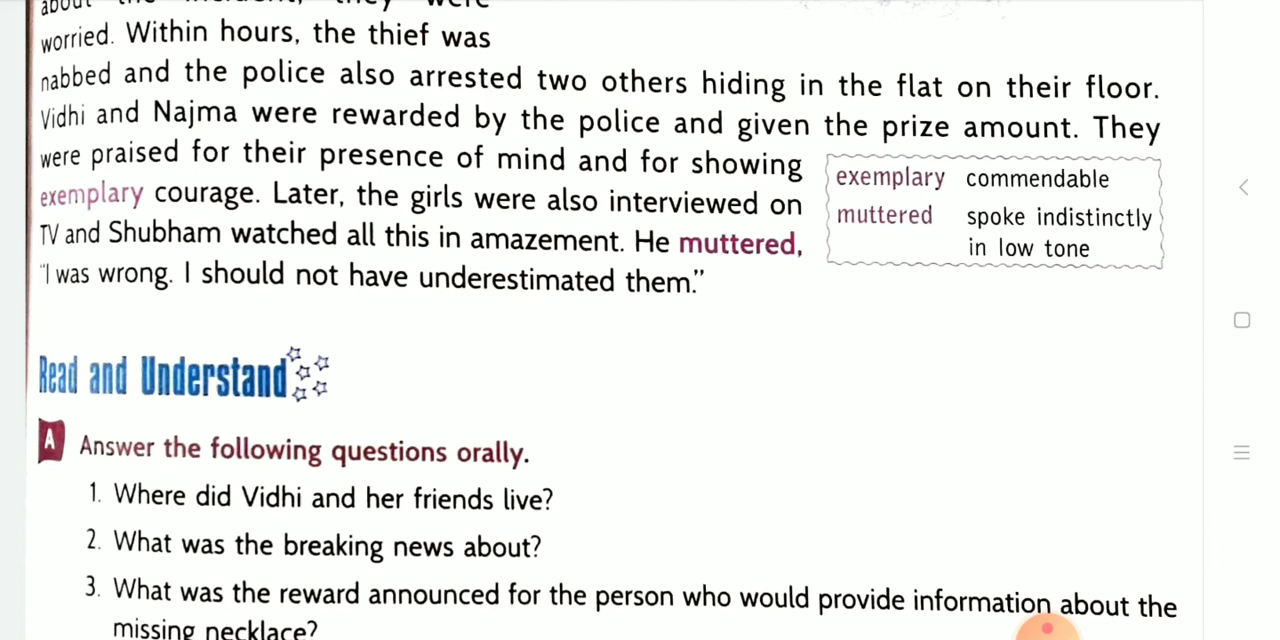 about the incident, they were
worried. Within hours, the thief was
nabbed and the police also arrested two others hiding in the flat on their floor.
Vidhi and Najma were rewarded by the police and given the prize amount. They
were praised for their presence of mind and for showing
exemplary courage. Later, the girls were also interviewed on
TV and Shubham watched all this in amazement. He muttered,
"I was wrong. I should not have underestimated them."
exemplary commendable
muttered spoke indistinctly
in low tone
Read and Understand
A Answer the following questions orally.
1. Where did Vidhi and her friends live?
2. What was the breaking news about?
3. What was the reward announced for the person who would provide information about the
missing necklace?